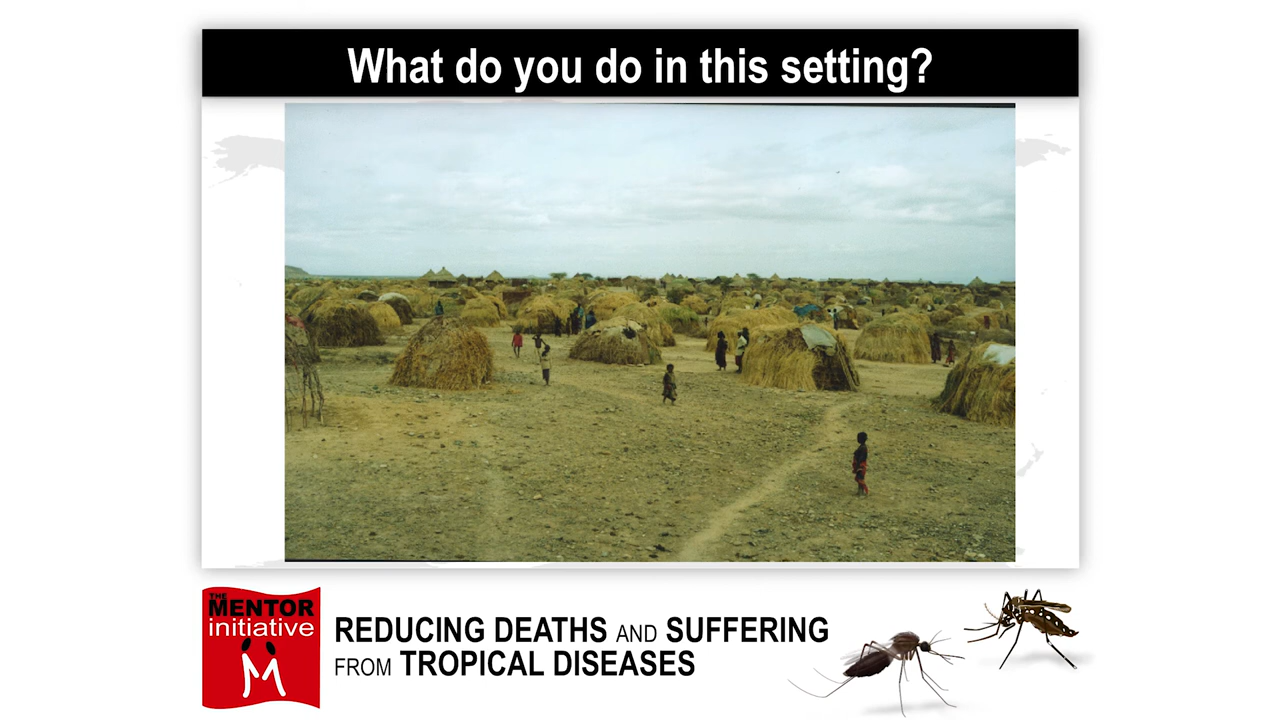 What do you do in this setting?
THE
MENTOR
initiative
REDUCING DEATHS AND SUFFERING
FROM TROPICAL DISEASES